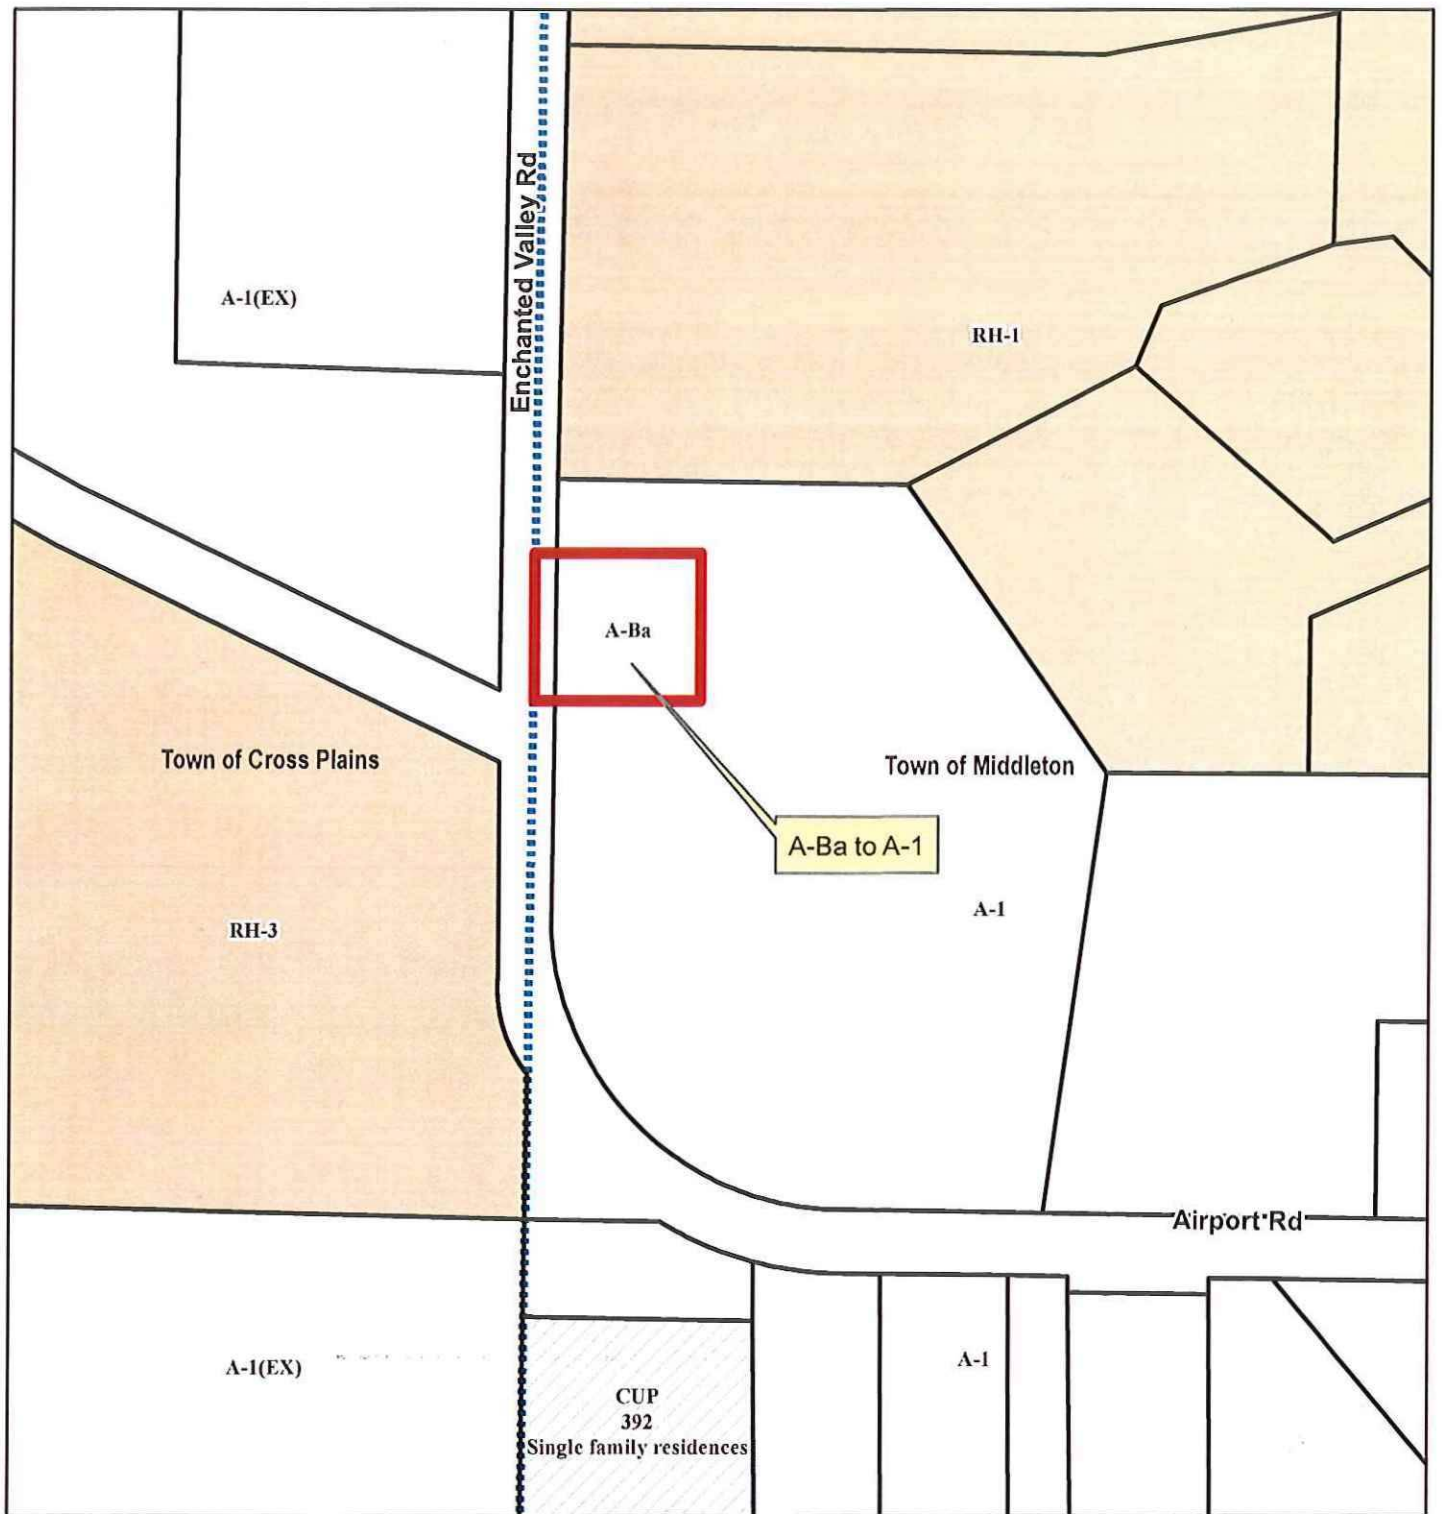 Enchanted Valley Rd
A-1(EX)
RH-1
A-Ba
Town of Cross Plains
Town of Middleton
A-Ba to A-1
A-1
RH-3
Airport Rd
A-1(EX)
A-1
CUP
392
Single family residences